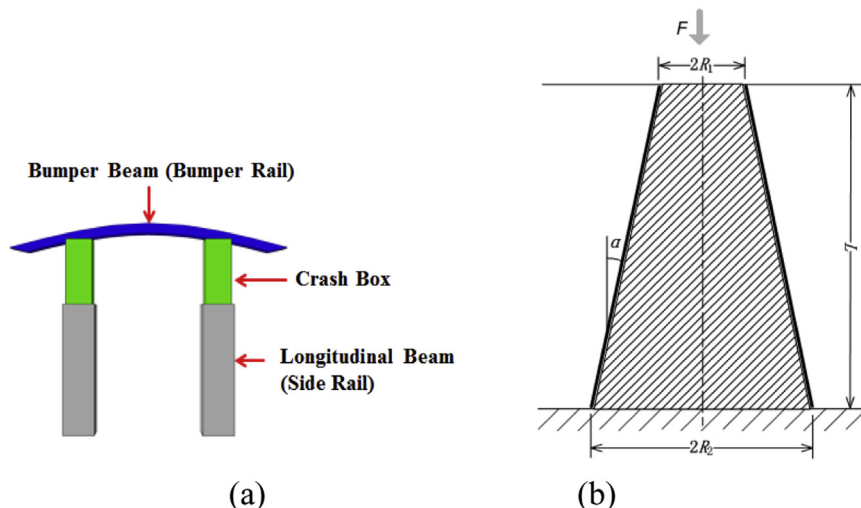 Bumper Beam (Bumper Rail)
Crash Box
Longitudinal Beam
(Side Rail)
(a)
F
2R₁
α
L
2R₂
(b)